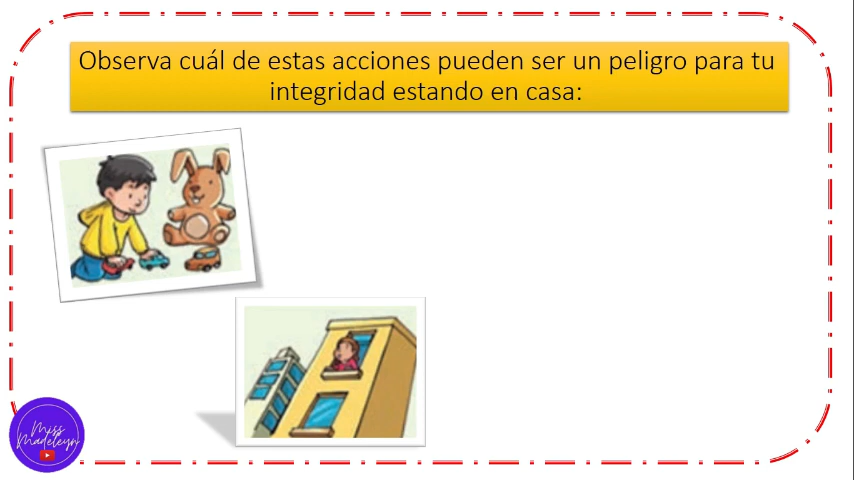 Observa cuál de estas acciones pueden ser un peligro para tu
integridad estando en casa:
Miss
Madeleyn